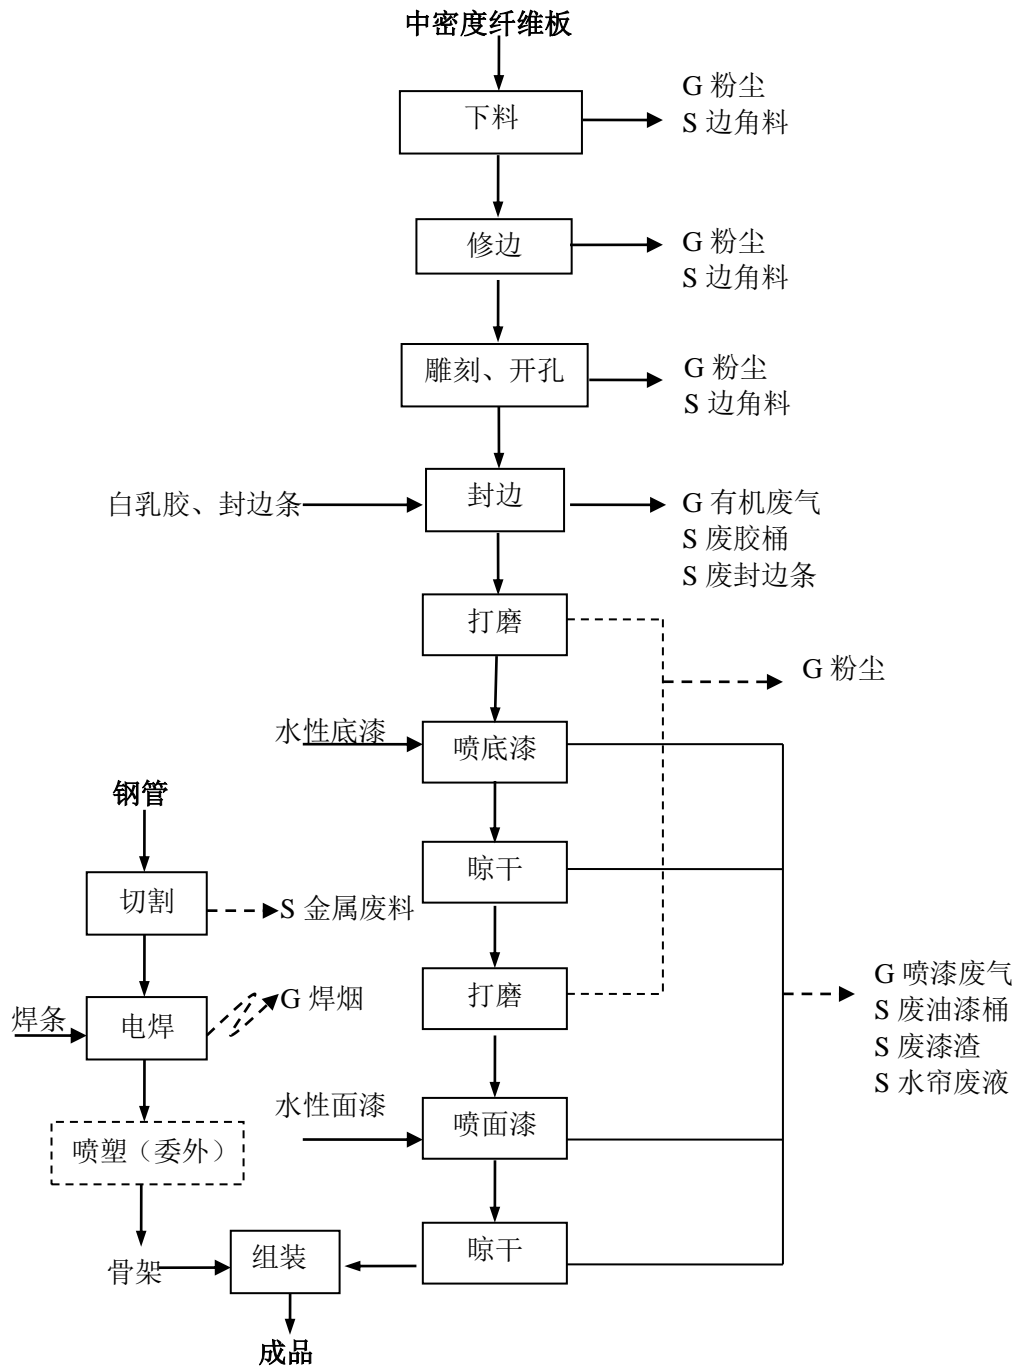 中密度纤维板
下料
G 粉尘
S 边角料
修边
G 粉尘
S 边角料
雕刻、开孔
G 粉尘
S 边角料
白乳胶、封边条
封边
G 有机废气
S 废胶桶
S 废封边条
打磨
G 粉尘
水性底漆
喷底漆
钢管
晾干
切割
S 金属废料
打磨
G 喷漆废气
S 废油漆桶
S 废漆渣
S 水帘废液
焊条
电焊
G 焊烟
水性面漆
喷面漆
喷塑（委外）
晾干
骨架
组装
成品